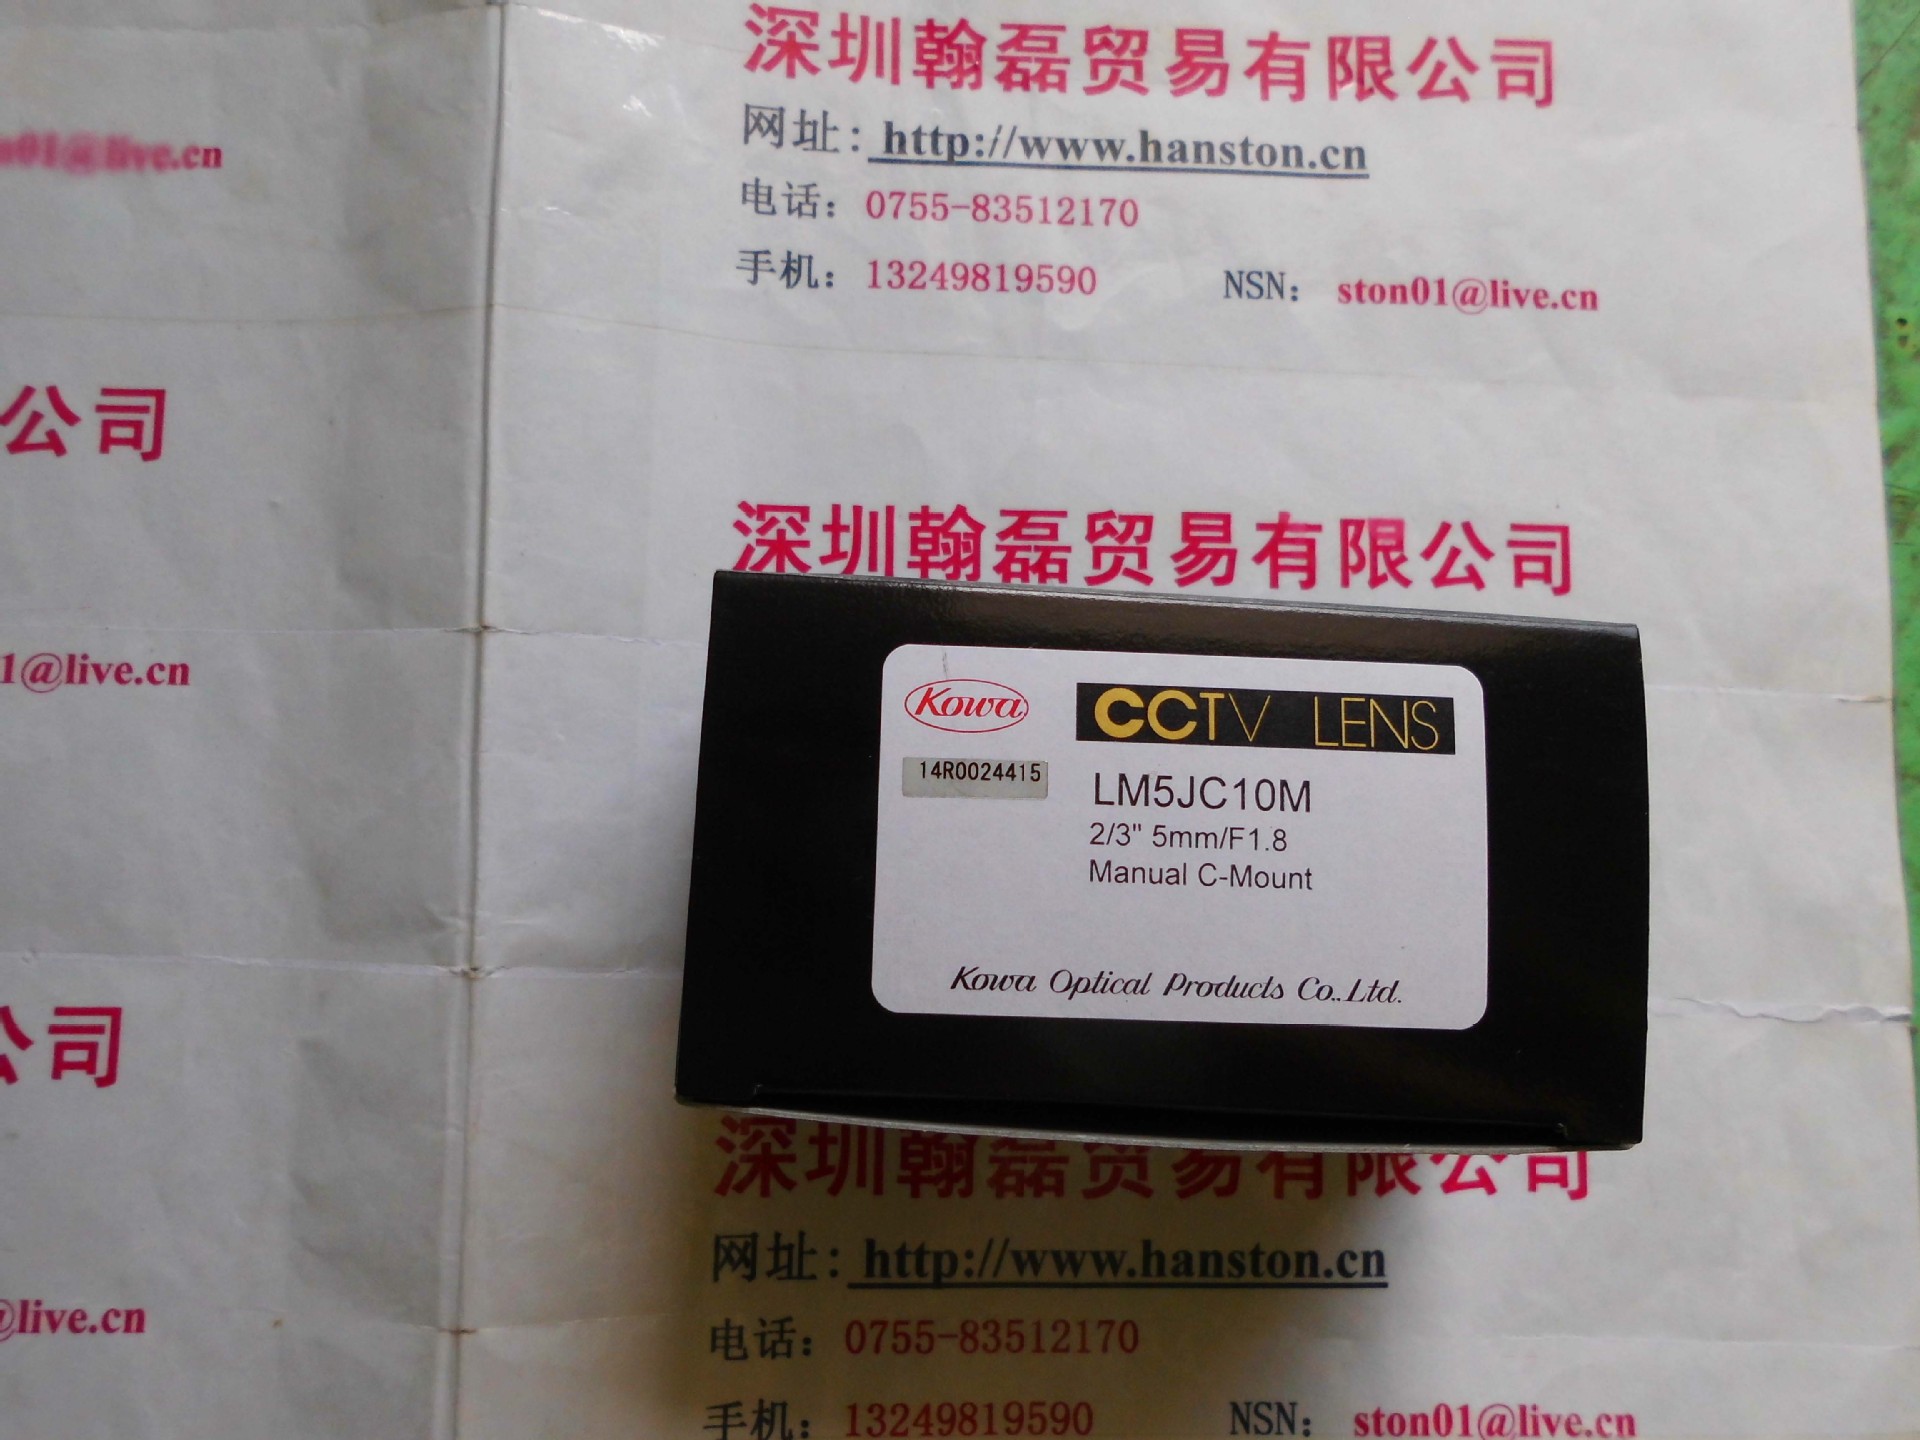 深圳翰磊贸易有限公司
网址：http://www.hanston.cn
电话：0755-83512170
手机：13249819590 NSN：ston01@live.cn
01@live.cn
公司
1@live.cn
公司
@live.cn
深圳翰磊贸易有限公司
Kowa
CCTV LENS
14R0024415
LM5JC10M
2/3" 5mm/F1.8
Manual C-Mount
Kowa Optical Products Co.,Ltd.
深圳翰磊贸易有限公司
网址：http://www.hanston.cn
电话：0755-83512170
手机：13249819590 NSN：ston01@live.cn